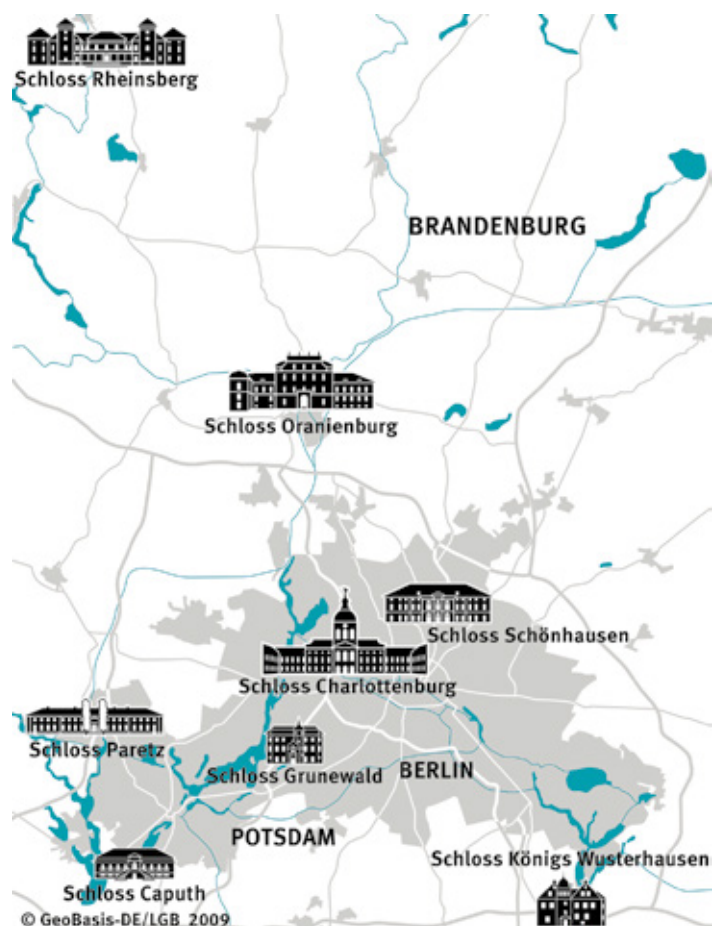 Schloss Rheinsberg
BRANDENBURG
Schloss Oranienburg
Schloss Schönhausen
Schloss Charlottenburg
Schloss Paretz
Schloss Grunewald
BERLIN
POTSDAM
Schloss Königs Wusterhausen
Schloss Caputh
© GeoBasis-DE/LGB 2009